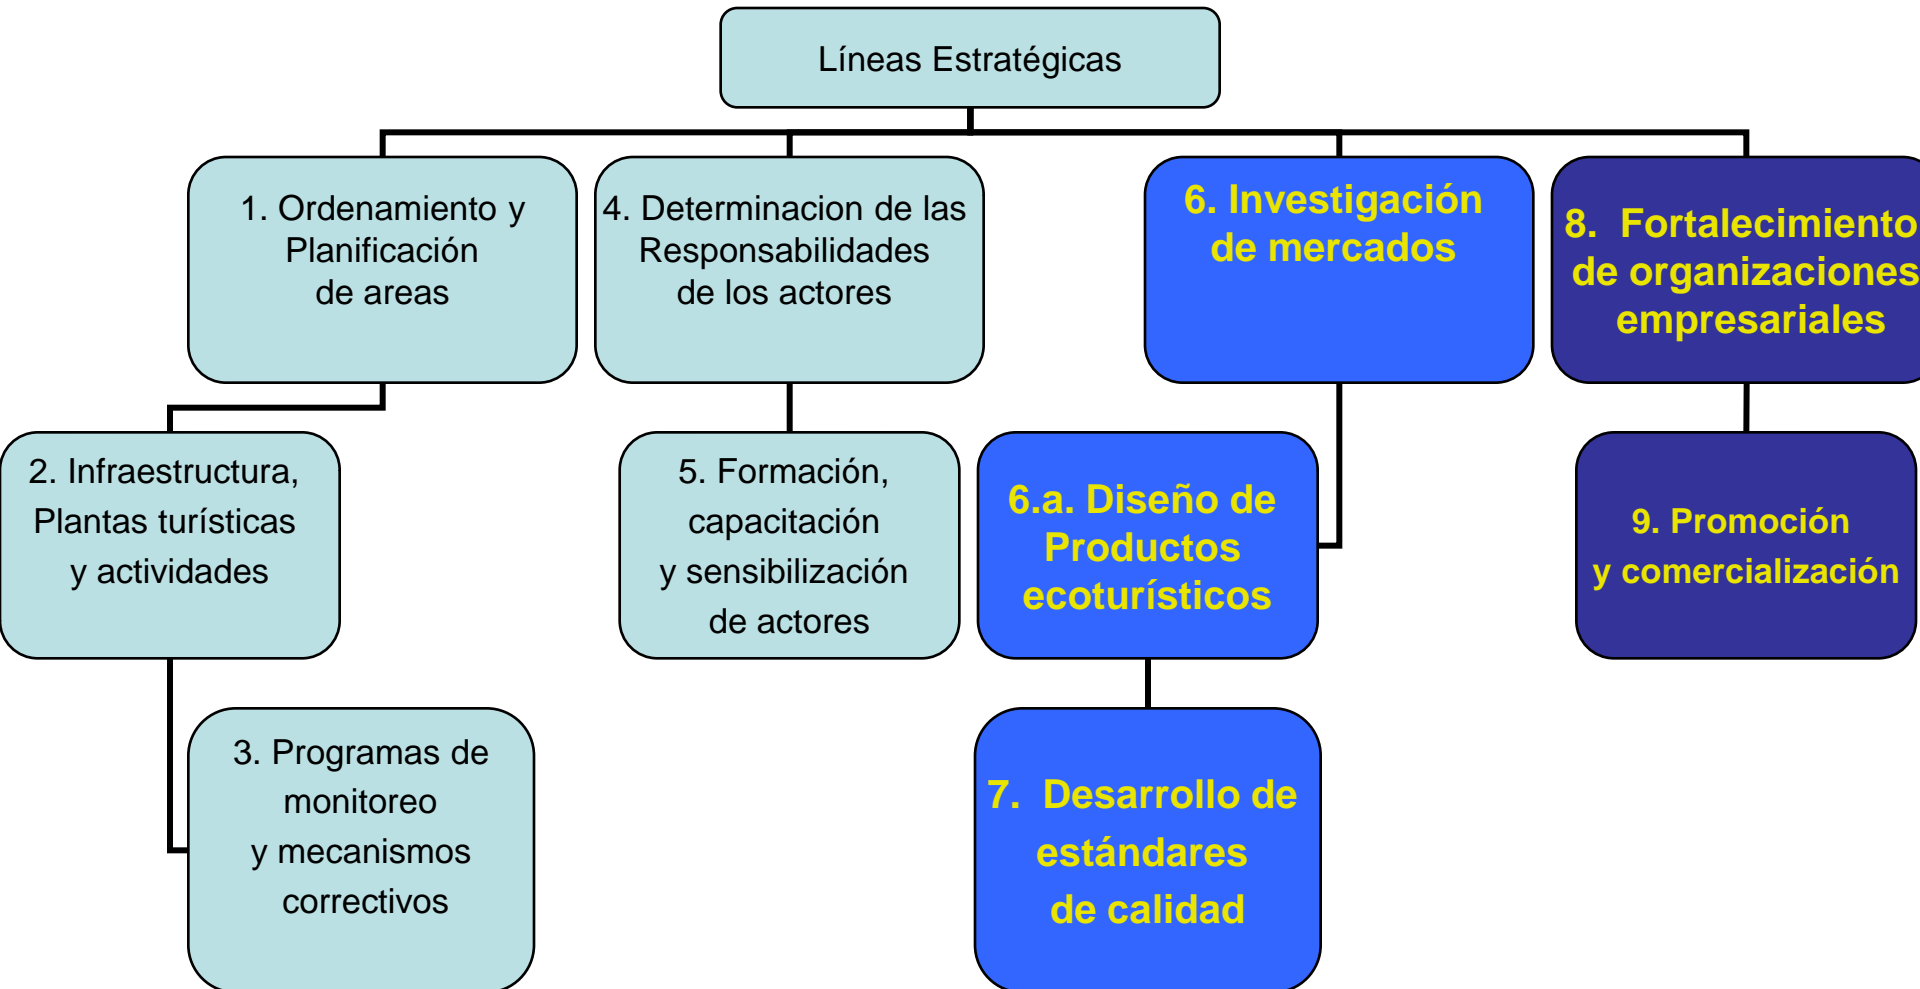 Líneas Estratégicas
1. Ordenamiento y
Planificación
de areas
4. Determinacion de las
Responsabilidades
de los actores
6. Investigación
de mercados
8. Fortalecimiento
de organizaciones
empresariales
2. Infraestructura,
Plantas turísticas
y actividades
5. Formación,
capacitación
y sensibilización
de actores
6.a. Diseño de
Productos
ecoturísticos
9. Promoción
y comercialización
3. Programas de
monitoreo
y mecanismos
correctivos
7. Desarrollo de
estándares
de calidad